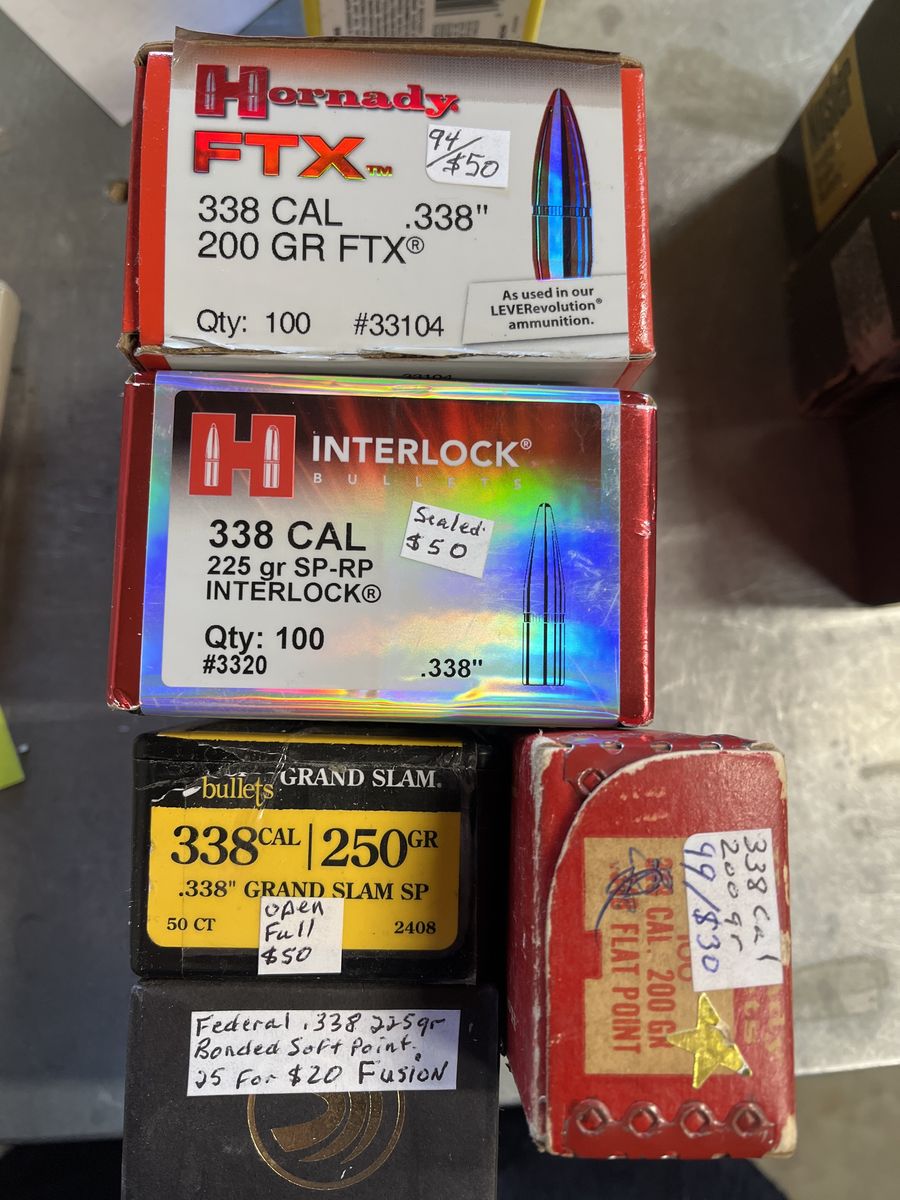 Hornady
FTX™
94/$50
338 CAL .338"
200 GR FTX®
As used in our
LEVERevolution®
ammunition.
Qty: 100 #33104
33104
INTERLOCK®
BULLETS
Sealed
$50
338 CAL
225 gr SP-RP
INTERLOCK®
Qty: 100
#3320 .338"
bullets GRAND SLAM®
338 CAL | 250 GR
.338" GRAND SLAM SP
50 CT 2408
open
Full
$50
Federal .338 225gr
Bonded Soft Point.
25 For $20 Fusion
338 Cal
200 gr
99/$30
100
CAL. 200 GR
FLAT POINT